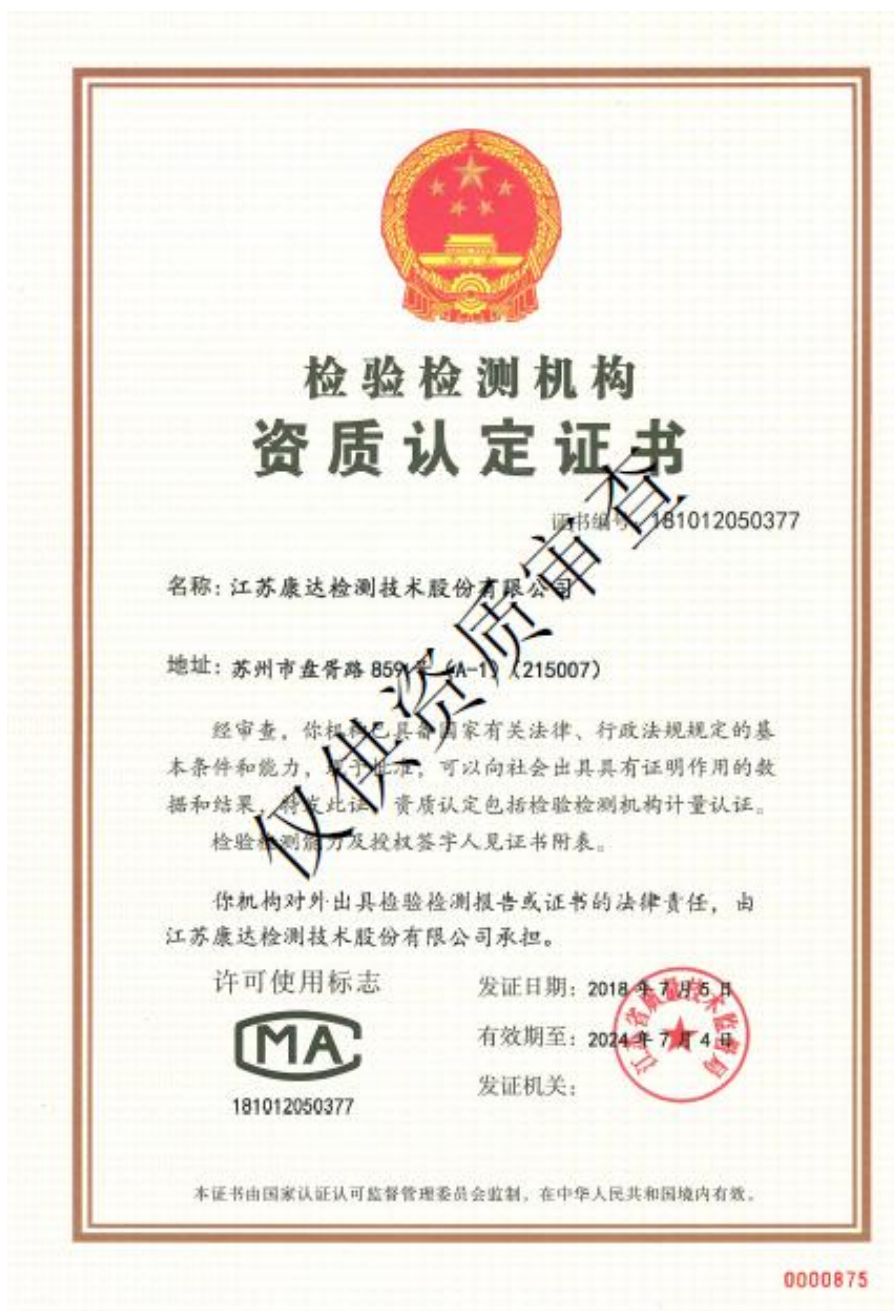 检验检测机构
资质认定证书
证书编号：181012050377
名称：江苏康达检测技术股份有限公司
地址：苏州市盘胥路859号（A-1）（215007）
经审查，你机构已具备国家有关法律、行政法规规定的基
本条件和能力，现予批准，可以向社会出具具有证明作用的数
据和结果，特发此证。资质认定包括检验检测机构计量认证。
检验检测能力及授权签字人见证书附表。
你机构对外出具检验检测报告或证书的法律责任，由
江苏康达检测技术股份有限公司承担。
许可使用标志
MA
181012050377
发证日期：2018年7月5日
有效期至：2024年7月4日
发证机关：
江苏省质量技术监督局
本证书由国家认证认可监督管理委员会监制，在中华人民共和国境内有效。
0000875
仅供资质审查